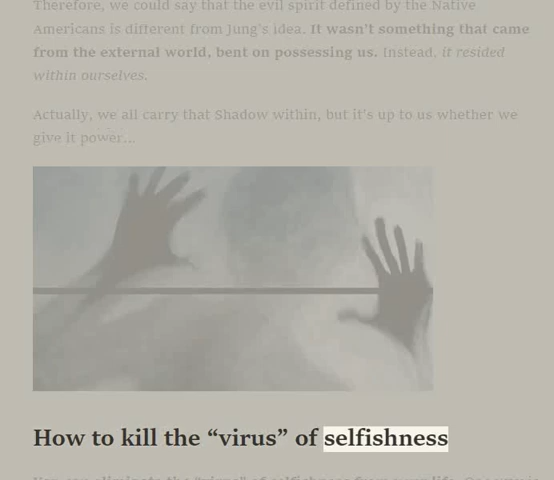 Therefore, we could say that the evil spirit defined by the Native
Americans is different from Jung's idea. It wasn't something that came
from the external world, bent on possessing us. Instead, it resided
within ourselves.
Actually, we all carry that Shadow within, but it's up to us whether we
give it power...
How to kill the “virus” of selfishness